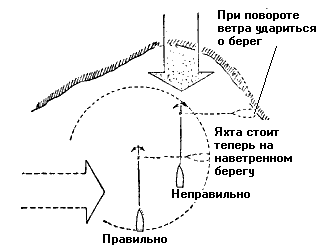 При повороте
ветра удариться
о берег
Яхта стоит
теперь на
наветренном
берегу
Неправильно
Правильно